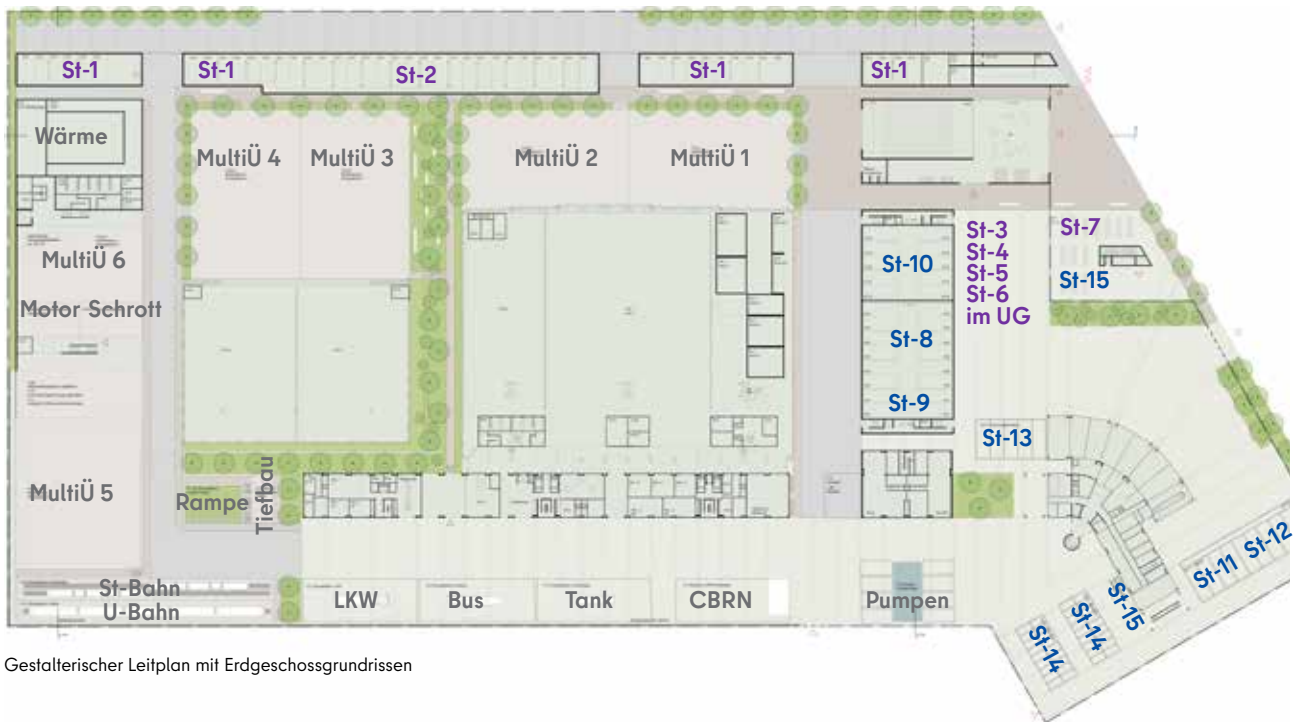 St-1
St-1
St-2
St-1
St-1
Wärme
MultiÜ 4
MultiÜ 3
MultiÜ 2
MultiÜ 1
MultiÜ 6
Motor Schrott
St-10
St-3
St-4
St-5
St-6
im UG
St-7
St-15
St-8
St-9
St-13
MultiÜ 5
Rampe
Tiefbau
St-Bahn
U-Bahn
LKW
Bus
Tank
CBRN
Pumpen
St-14
St-14
St-15
St-11
St-12
Gestalterischer Leitplan mit Erdgeschossgrundrissen